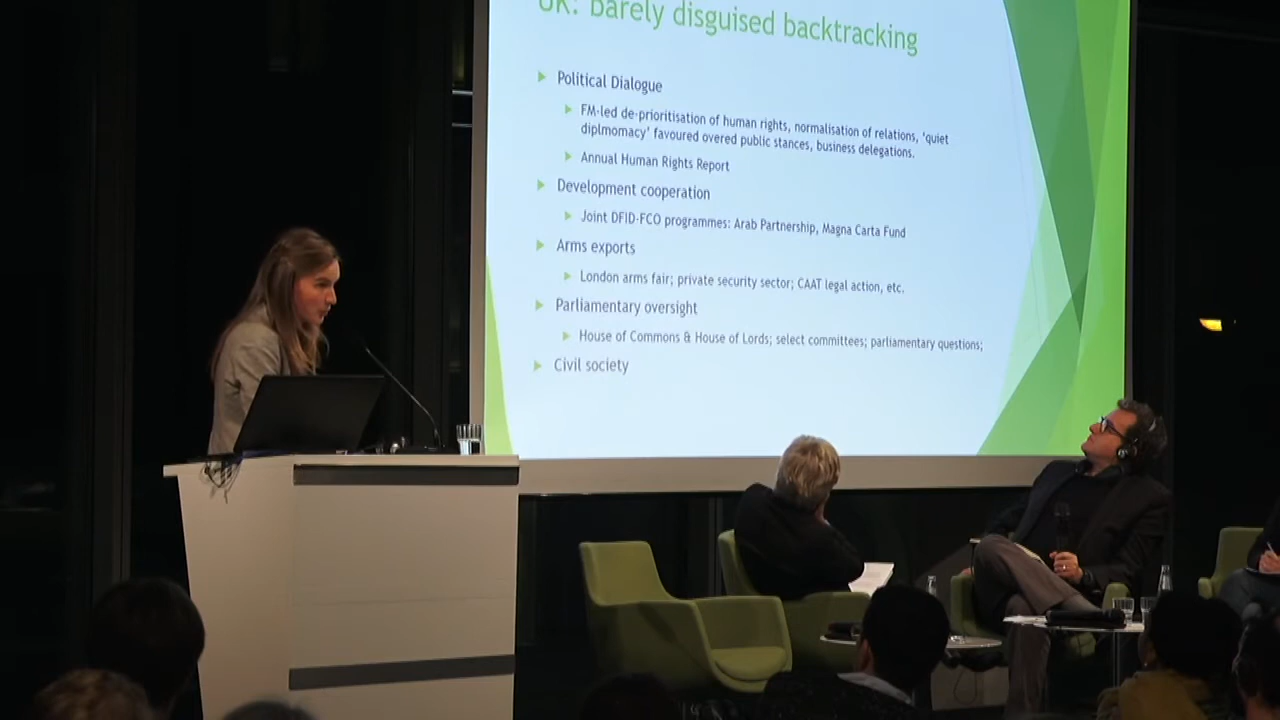 UK: barely disguised backtracking
Political Dialogue
FM-led de-prioritisation of human rights, normalisation of relations, ‘quiet
diplmomacy’ favoured overed public stances, business delegations.
Annual Human Rights Report
Development cooperation
Joint DFID-FCO programmes: Arab Partnership, Magna Carta Fund
Arms exports
London arms fair; private security sector; CAAT legal action, etc.
Parliamentary oversight
House of Commons & House of Lords; select committees; parliamentary questions;
Civil society